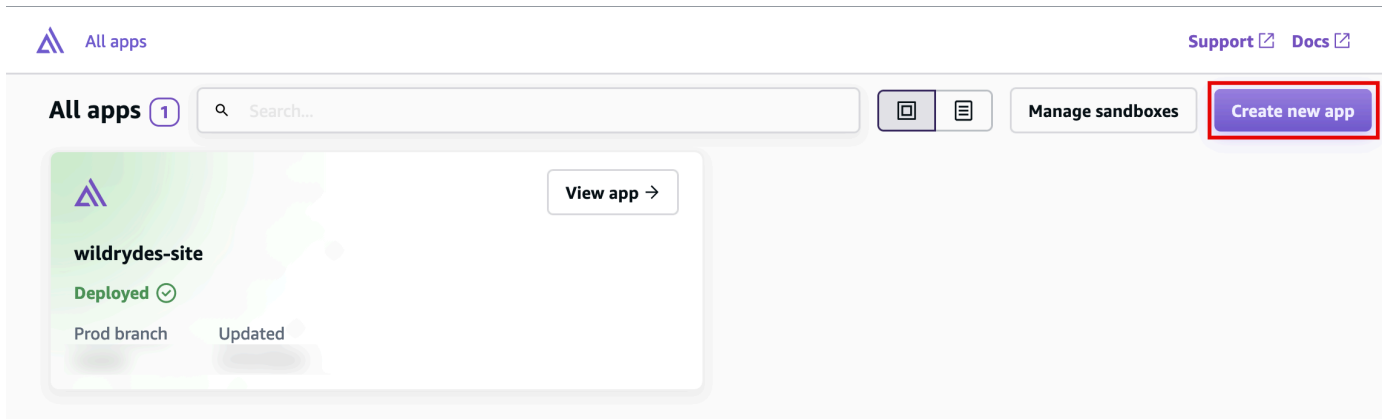 All apps
Support Docs
All apps 1 Search... Manage sandboxes Create new app
View app →
wildrydes-site
Deployed
Prod branch Updated